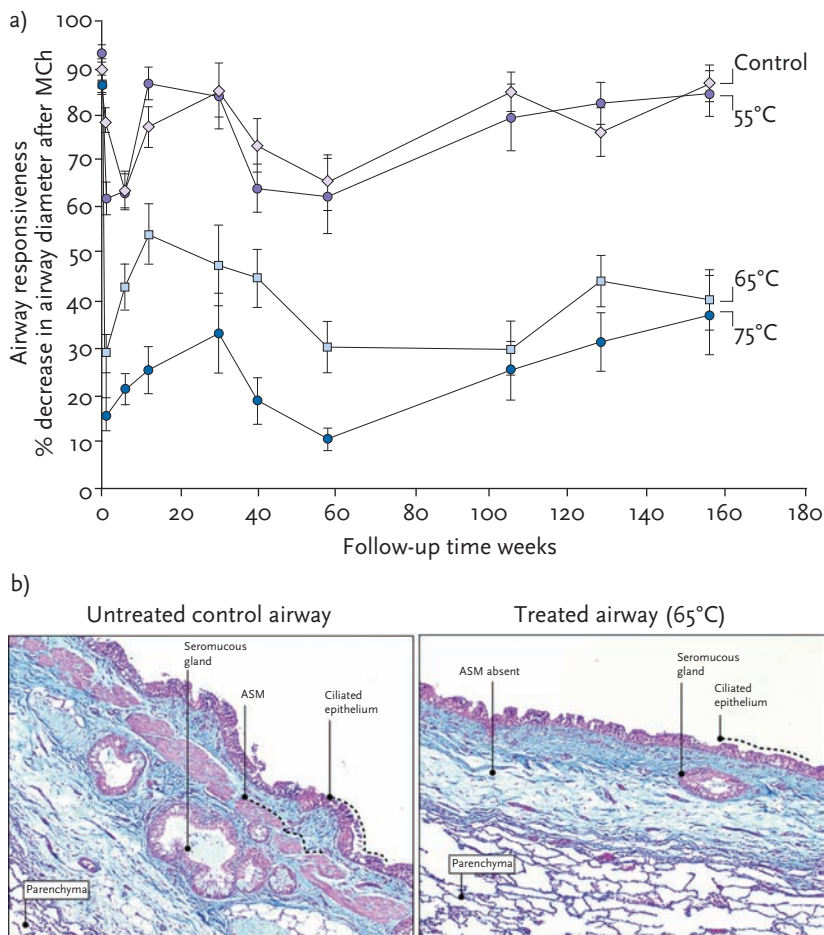 a)
Airway responsiveness
% decrease in airway diameter after MCh
100
90
80
70
60
50
40
30
20
10
0
Control
55°C
65°C
75°C
0 20 40 60 80 100 120 140 160 180
Follow-up time weeks
b)
Untreated control airway
Seromucous
gland
ASM
Ciliated
epithelium
Parenchyma
Treated airway (65°C)
ASM absent
Seromucous
gland
Ciliated
epithelium
Parenchyma